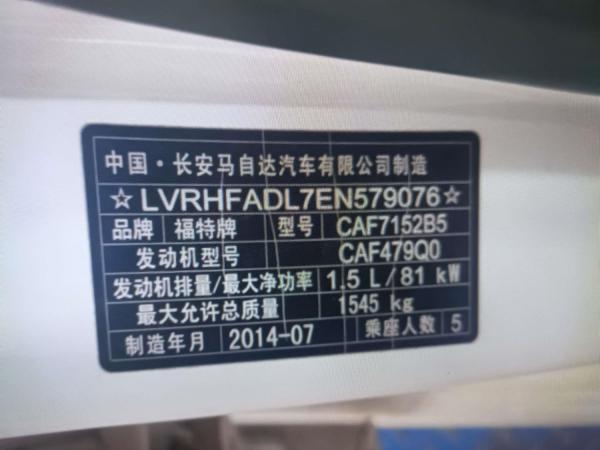 中国·长安马自达汽车有限公司制造
☆LVRHFADL7EN579076☆
品牌 福特牌 型号 CAF7152B5
发动机型号 CAF479Q0
发动机排量/最大净功率 1.5 L/81 kW
最大允许总质量 1545 kg
制造年月 2014-07 乘座人数 5